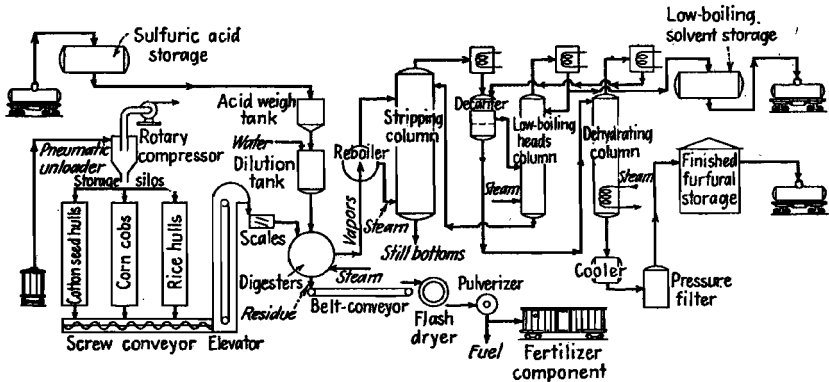 Sulfuric acid
storage
Low-boiling
solvent storage
Acid weigh
tank
Rotary
compressor
Pneumatic
unloader
Water
Dilution
tank
Reboiler
Stripping
column
Decanter
Low-boiling
heads
column
Dehydrating
column
Finished
furfural
storage
Storage silos
Cotton seed hulls
Corn cobs
Rice hulls
Scales
Vapors
Steam
Steam
Steam
Still bottoms
Digesters
Steam
Residue
Belt-conveyor
Cooler
Pressure
filter
Pulverizer
Flash
dryer
Screw conveyor
Elevator
Fuel
Fertilizer
component